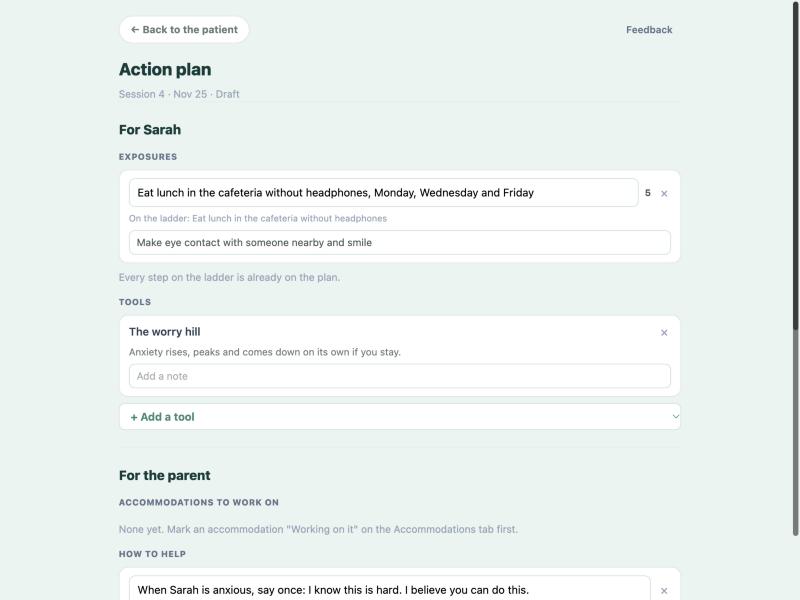 ← Back to the patient
Feedback
Action plan
Session 4 · Nov 25 · Draft
For Sarah
EXPOSURES
Eat lunch in the cafeteria without headphones, Monday, Wednesday and Friday
5 ×
On the ladder: Eat lunch in the cafeteria without headphones
Make eye contact with someone nearby and smile
Every step on the ladder is already on the plan.
TOOLS
The worry hill ×
Anxiety rises, peaks and comes down on its own if you stay.
Add a note
+ Add a tool
For the parent
ACCOMMODATIONS TO WORK ON
None yet. Mark an accommodation "Working on it" on the Accommodations tab first.
HOW TO HELP
When Sarah is anxious, say once: I know this is hard. I believe you can do this. ×